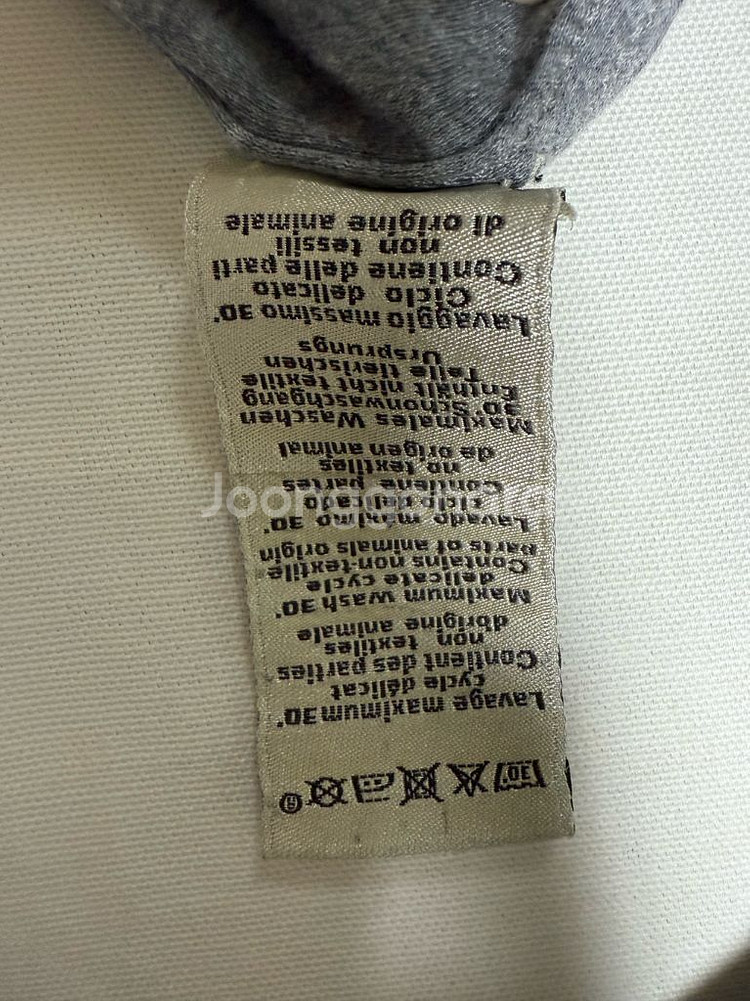 30°
Lavage maximum 30°
cycle délicat
Contient des parties
non textiles
dòrigine animale
Maximum wash 30°
delicate cycle
Contains non-textile
parts of animals origin
Lavado máximo 30°
ciclo delicado
Contiene partes
no textiles
de origen animal
Maximales Waschen
30° Schonwaschgang
Enthält nicht textile
Teile tierischen
Ursprungs
Lavaggio massimo 30°
Ciclo delicato
Contiene delle parti
non tessili
di origine animale